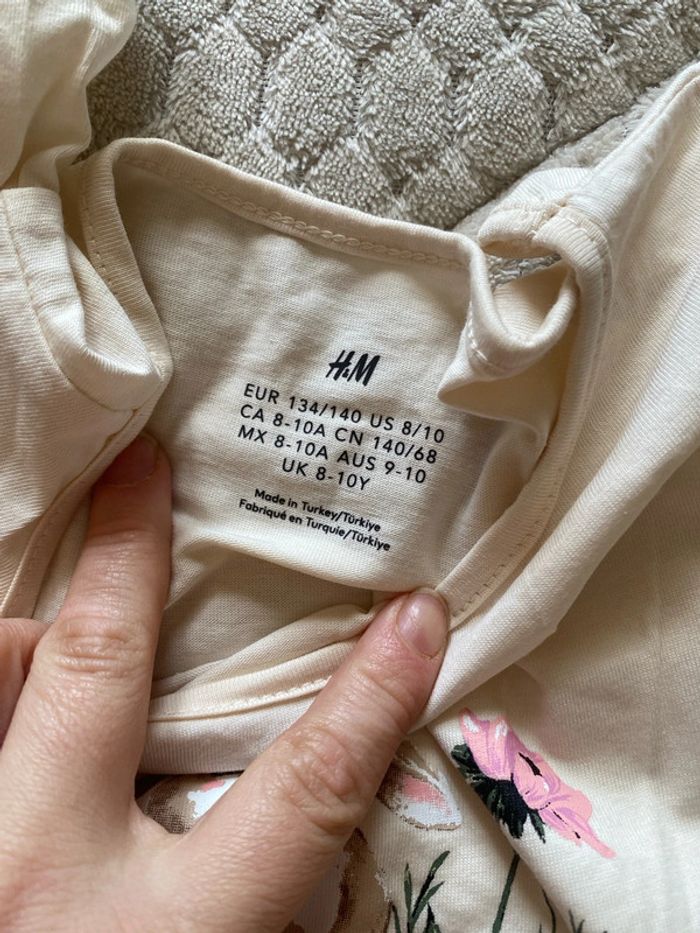 H&M
EUR 134/140 US 8/10
CA 8-10A CN 140/68
MX 8-10A AUS 9-10
UK 8-10Y
Made in Turkey/Türkiye
Fabriqué en Turquie/Türkiye